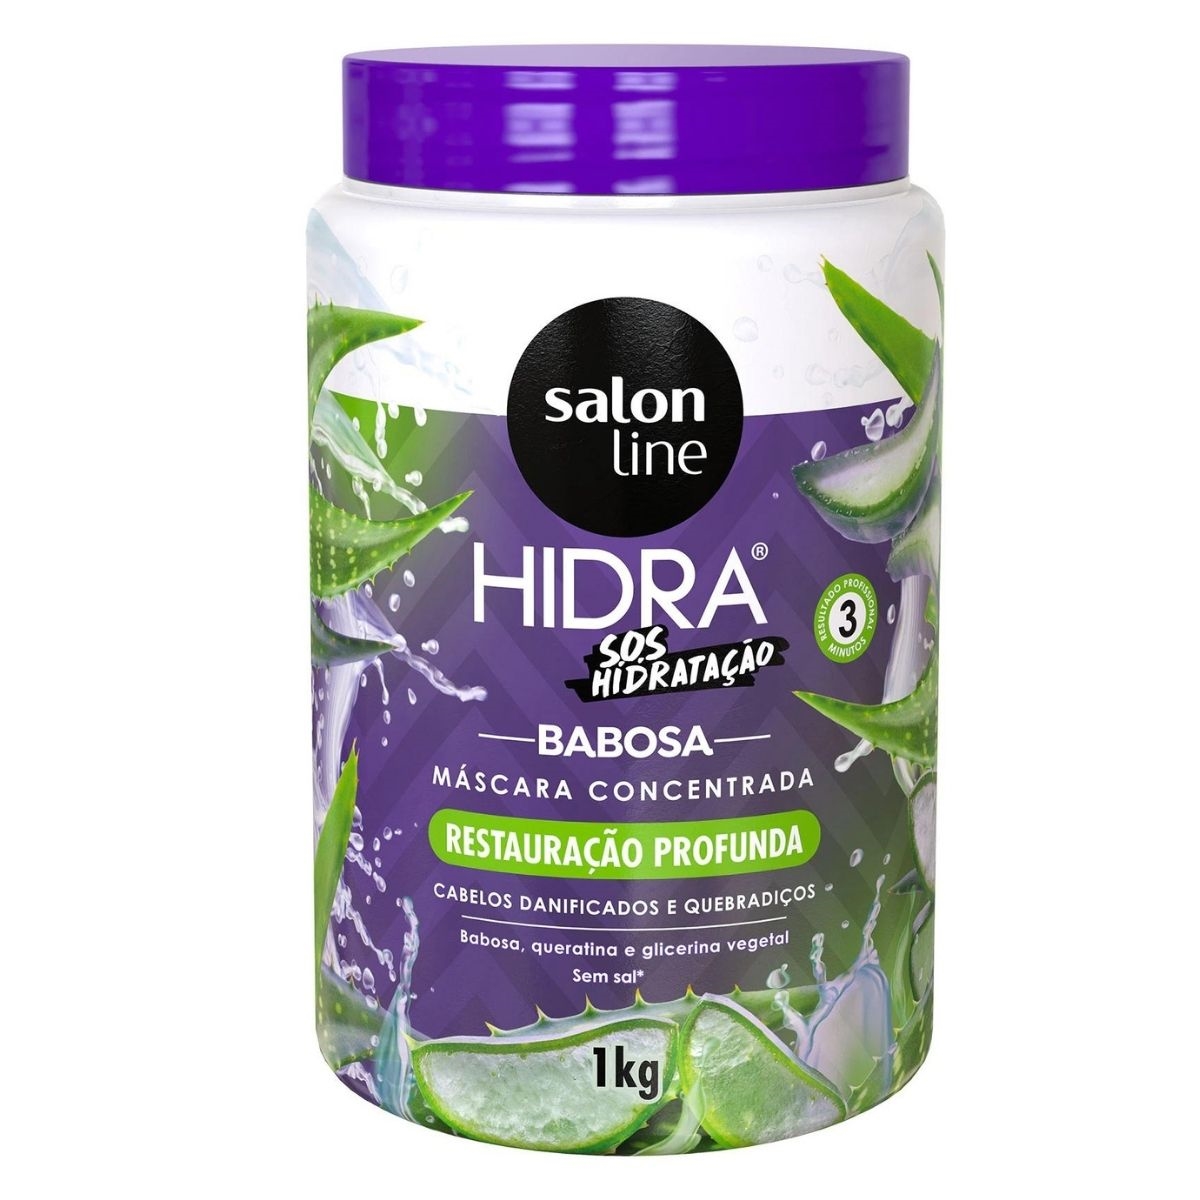 salon
line
HIDRA®
S.O.S
HIDRATAÇÃO
RESULTADO PROFISSIONAL
3
MINUTOS
BABOSA
MÁSCARA CONCENTRADA
RESTAURAÇÃO PROFUNDA
CABELOS DANIFICADOS E QUEBRADIÇOS
Babosa, queratina e glicerina vegetal
Sem sal*
1kg